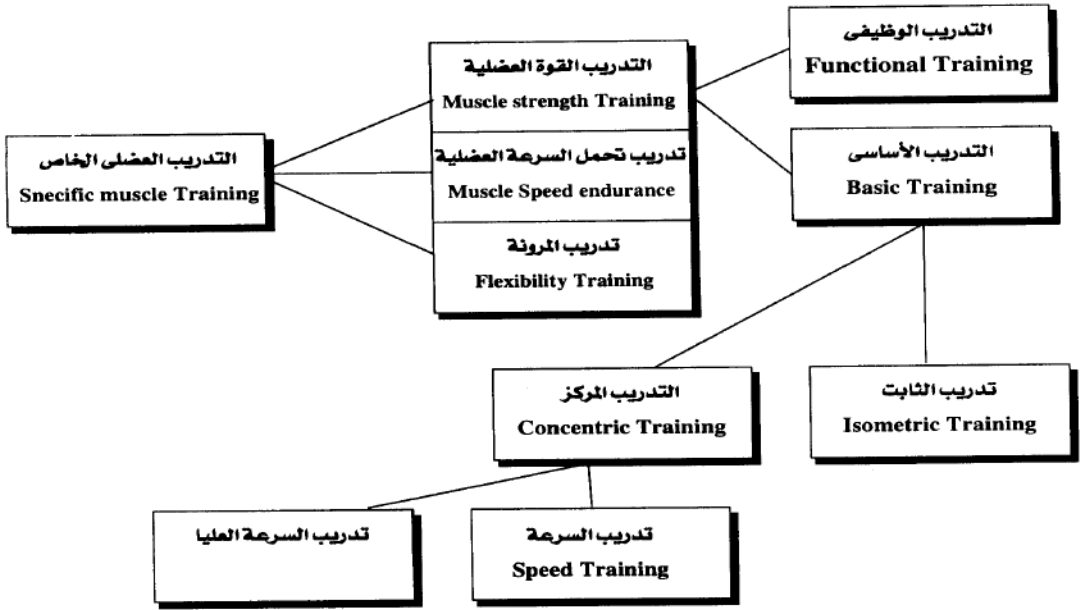 التدريب الوظيفى
Functional Training
التدريب القوة العضلية
Muscle strength Training
التدريب الأساسى
Basic Training
التدريب العضلى الخاص
Snecific muscle Training
تدريب تحمل السرعة العضلية
Muscle Speed endurance
تدريب المرونة
Flexibility Training
التدريب المركز
Concentric Training
تدريب الثابت
Isometric Training
تدريب السرعة العليا
تدريب السرعة
Speed Training